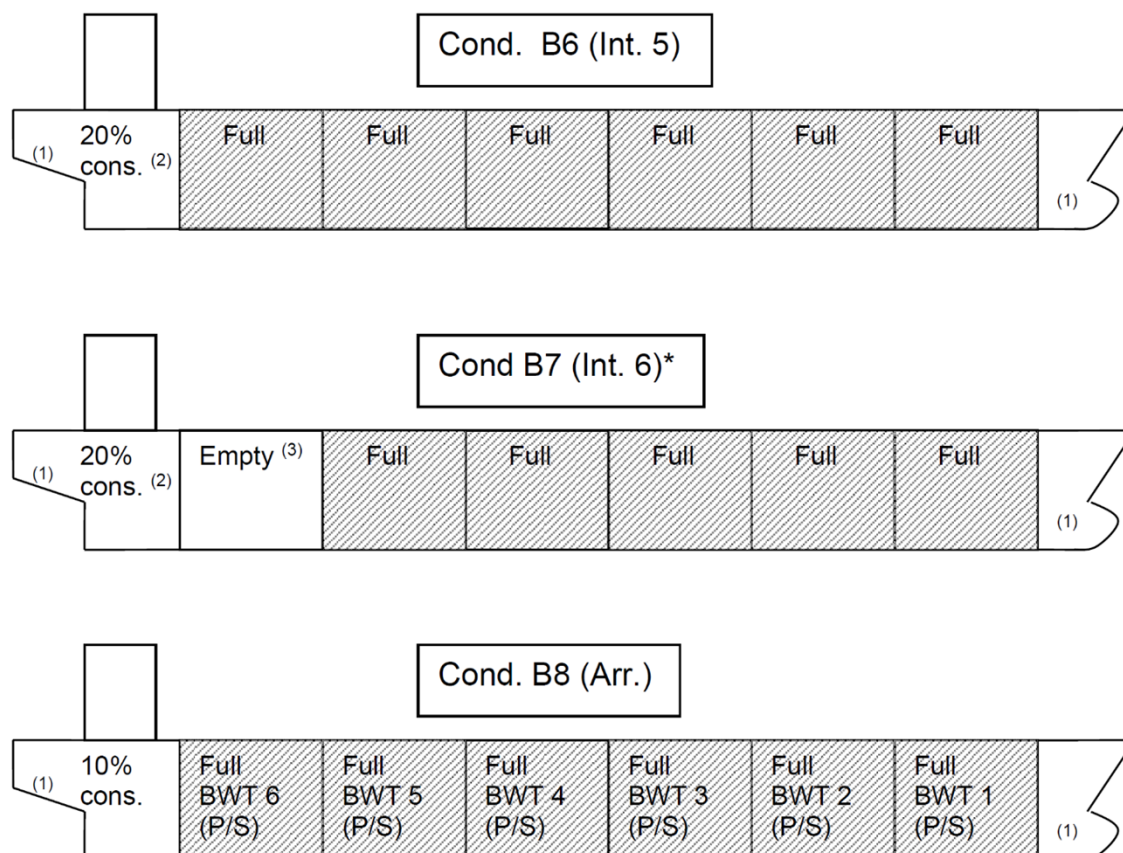 Cond. B6 (Int. 5)
(1)
20%
cons. (2)
Full
Full
Full
Full
Full
Full
(1)
Cond B7 (Int. 6)*
(1)
20%
cons. (2)
Empty (3)
Full
Full
Full
Full
Full
(1)
Cond. B8 (Arr.)
(1)
10%
cons.
Full
BWT 6
(P/S)
Full
BWT 5
(P/S)
Full
BWT 4
(P/S)
Full
BWT 3
(P/S)
Full
BWT 2
(P/S)
Full
BWT 1
(P/S)
(1)